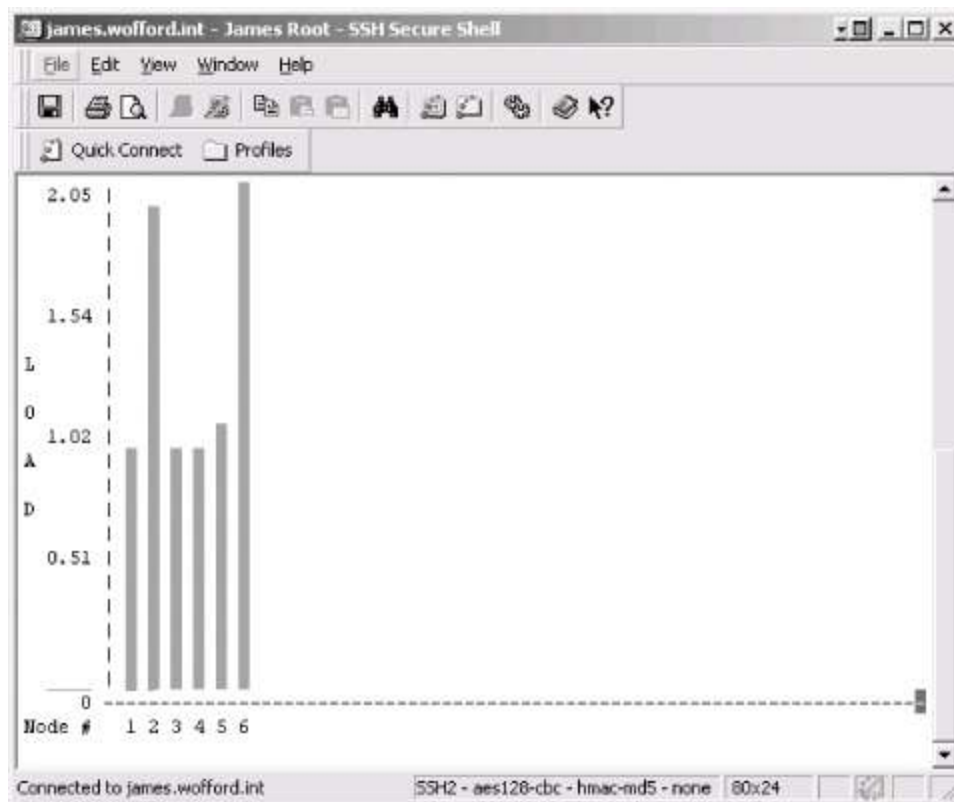 james.wofford.int - James Root - SSH Secure Shell
File Edit View Window Help
Quick Connect Profiles
2.05
1.54
L
O
1.02
A
D
0.51
0
Node # 1 2 3 4 5 6
Connected to james.wofford.int SSH2 - aes128-cbc - hmac-md5 - none 80x24